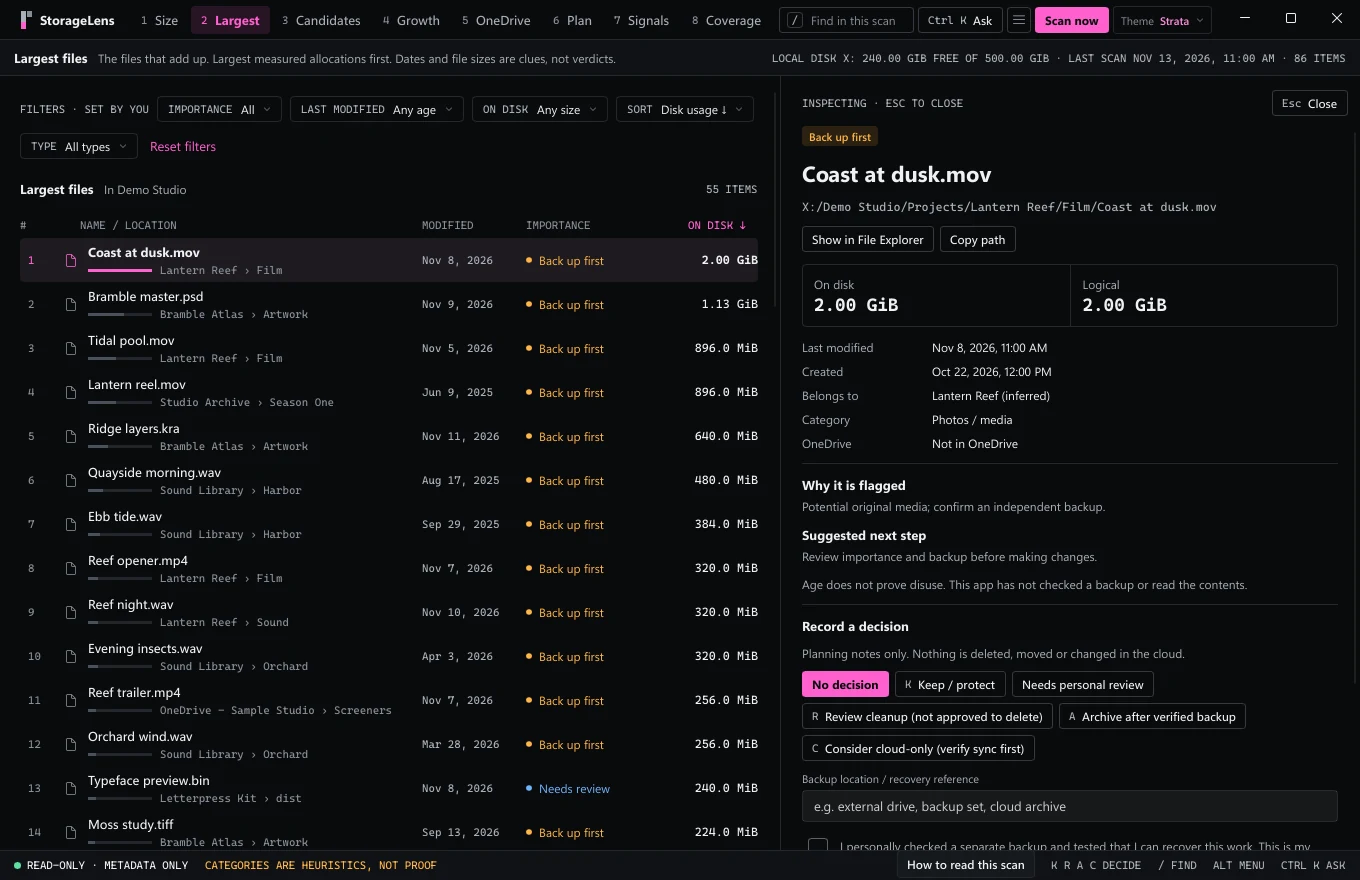 StorageLens 1 Size 2 Largest 3 Candidates 4 Growth 5 OneDrive 6 Plan 7 Signals 8 Coverage / Find in this scan Ctrl K Ask Scan now Theme Strata
Largest files The files that add up. Largest measured allocations first. Dates and file sizes are clues, not verdicts. LOCAL DISK X: 240.00 GIB FREE OF 500.00 GIB · LAST SCAN NOV 13, 2026, 11:00 AM · 86 ITEMS
FILTERS · SET BY YOU IMPORTANCE All LAST MODIFIED Any age ON DISK Any size SORT Disk usage ↓
TYPE All types Reset filters
Largest files In Demo Studio 55 ITEMS
# NAME / LOCATION MODIFIED IMPORTANCE ON DISK ↓
1 Coast at dusk.mov Nov 8, 2026 Back up first 2.00 GiB
Lantern Reef › Film
2 Bramble master.psd Nov 9, 2026 Back up first 1.13 GiB
Bramble Atlas › Artwork
3 Tidal pool.mov Nov 5, 2026 Back up first 896.0 MiB
Lantern Reef › Film
4 Lantern reel.mov Jun 9, 2025 Back up first 896.0 MiB
Studio Archive › Season One
5 Ridge layers.kra Nov 11, 2026 Back up first 640.0 MiB
Bramble Atlas › Artwork
6 Quayside morning.wav Aug 17, 2025 Back up first 480.0 MiB
Sound Library › Harbor
7 Ebb tide.wav Sep 29, 2025 Back up first 384.0 MiB
Sound Library › Harbor
8 Reef opener.mp4 Nov 7, 2026 Back up first 320.0 MiB
Lantern Reef › Film
9 Reef night.wav Nov 10, 2026 Back up first 320.0 MiB
Lantern Reef › Sound
10 Evening insects.wav Apr 3, 2026 Back up first 320.0 MiB
Sound Library › Orchard
11 Reef trailer.mp4 Nov 7, 2026 Back up first 256.0 MiB
OneDrive – Sample Studio › Screeners
12 Orchard wind.wav Mar 28, 2026 Back up first 256.0 MiB
Sound Library › Orchard
13 Typeface preview.bin Nov 8, 2026 Needs review 240.0 MiB
Letterpress Kit › dist
14 Moss study.tiff Sep 13, 2026 Back up first 224.0 MiB
Bramble Atlas › Artwork
INSPECTING · ESC TO CLOSE Esc Close
Back up first
Coast at dusk.mov
X:/Demo Studio/Projects/Lantern Reef/Film/Coast at dusk.mov
Show in File Explorer Copy path
On disk Logical
2.00 GiB 2.00 GiB
Last modified Nov 8, 2026, 11:00 AM
Created Oct 22, 2026, 12:00 PM
Belongs to Lantern Reef (inferred)
Category Photos / media
OneDrive Not in OneDrive
Why it is flagged
Potential original media; confirm an independent backup.
Suggested next step
Review importance and backup before making changes.
Age does not prove disuse. This app has not checked a backup or read the contents.
Record a decision
Planning notes only. Nothing is deleted, moved or changed in the cloud.
No decision K Keep / protect Needs personal review
R Review cleanup (not approved to delete) A Archive after verified backup
C Consider cloud-only (verify sync first)
Backup location / recovery reference
e.g. external drive, backup set, cloud archive
I personally checked a separate backup and tested that I can recover this work. This is my
READ-ONLY · METADATA ONLY CATEGORIES ARE HEURISTICS, NOT PROOF How to read this scan K R A C DECIDE / FIND ALT MENU CTRL K ASK